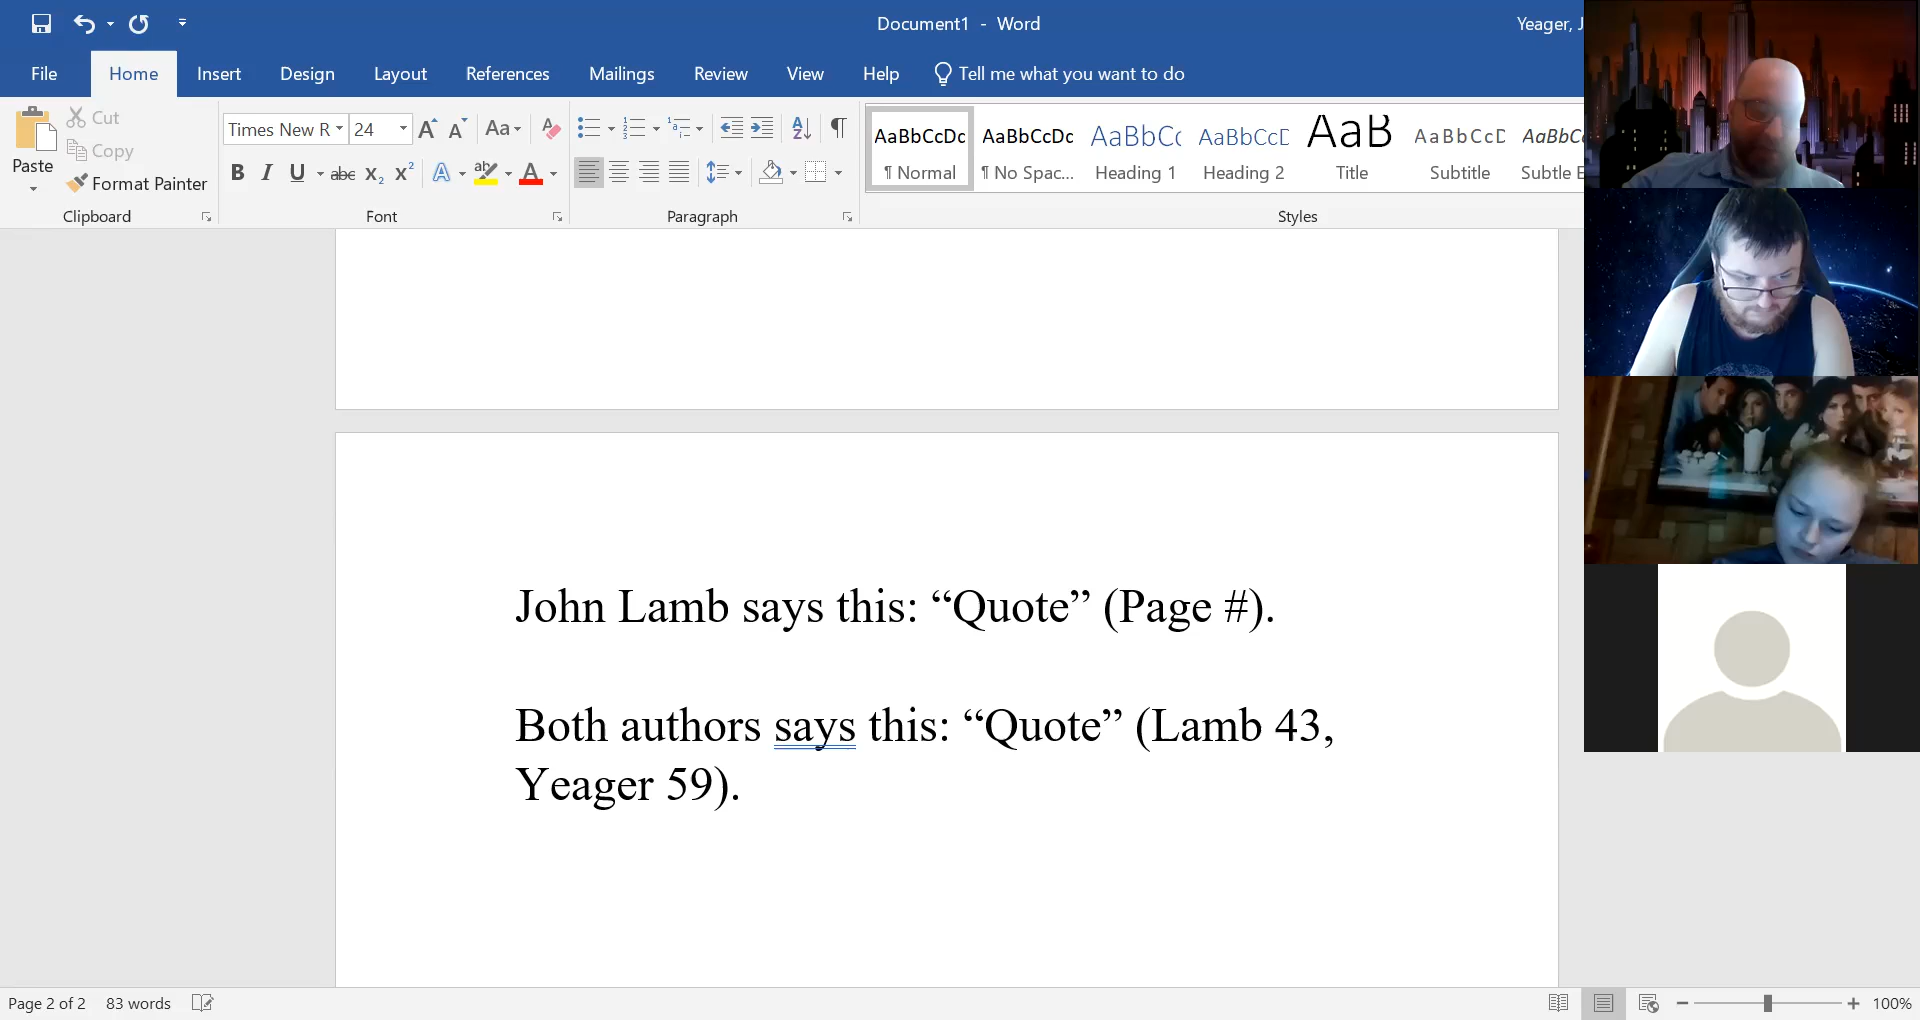 Document1 - Word
Yeager, J
File Home Insert Design Layout References Mailings Review View Help Tell me what you want to do
Paste
Cut
Copy
Format Painter
Clipboard
Times New R 24
Font
Paragraph
AaBbCcDc AaBbCcDc AaBbCc AaBbCcD AaB AaBbCcD AaBbCc
¶ Normal ¶ No Spac... Heading 1 Heading 2 Title Subtitle Subtle E
Styles
John Lamb says this: “Quote” (Page #).
Both authors says this: “Quote” (Lamb 43,
Yeager 59).
Page 2 of 2 83 words
100%